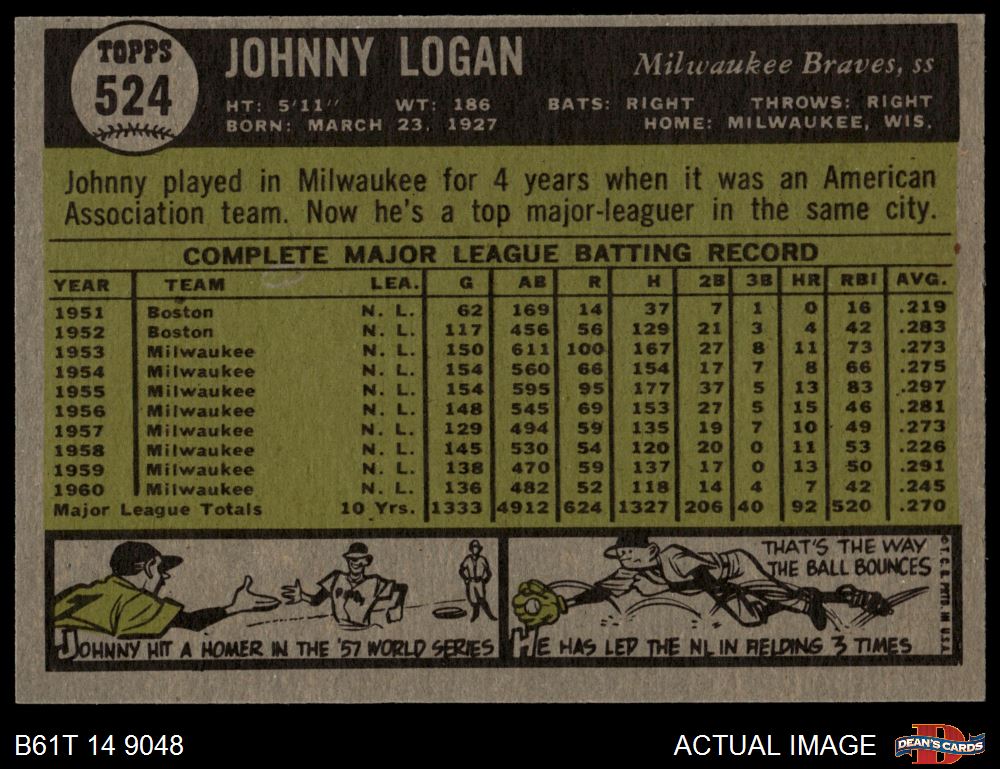 TOPPS
524
JOHNNY LOGAN
Milwaukee Braves, ss
HT: 5'11" WT: 186 BATS: RIGHT THROWS: RIGHT
BORN: MARCH 23, 1927 HOME: MILWAUKEE, WIS.
Johnny played in Milwaukee for 4 years when it was an American
Association team. Now he's a top major-leaguer in the same city.
COMPLETE MAJOR LEAGUE BATTING RECORD
YEAR TEAM LEA. G AB R H 2B 3B HR RBI AVG.
1951 Boston N. L. 62 169 14 37 7 1 0 16 .219
1952 Boston N. L. 117 456 56 129 21 3 4 42 .283
1953 Milwaukee N. L. 150 611 100 167 27 8 11 73 .273
1954 Milwaukee N. L. 154 560 66 154 17 7 8 66 .275
1955 Milwaukee N. L. 154 595 95 177 37 5 13 83 .297
1956 Milwaukee N. L. 148 545 69 153 27 5 15 46 .281
1957 Milwaukee N. L. 129 494 59 135 19 7 10 49 .273
1958 Milwaukee N. L. 145 530 54 120 20 0 11 53 .226
1959 Milwaukee N. L. 138 470 59 137 17 0 13 50 .291
1960 Milwaukee N. L. 136 482 52 118 14 4 7 42 .245
Major League Totals 10 Yrs. 1333 4912 624 1327 206 40 92 520 .270
JOHNNY HIT A HOMER IN THE '57 WORLD SERIES
THAT'S THE WAY
THE BALL BOUNCES
HE HAS LED THE NL IN FIELDING 3 TIMES
©T.C.G. PRTD. IN U.S.A.
B61T 14 9048
ACTUAL IMAGE
D
DEAN'S CARDS